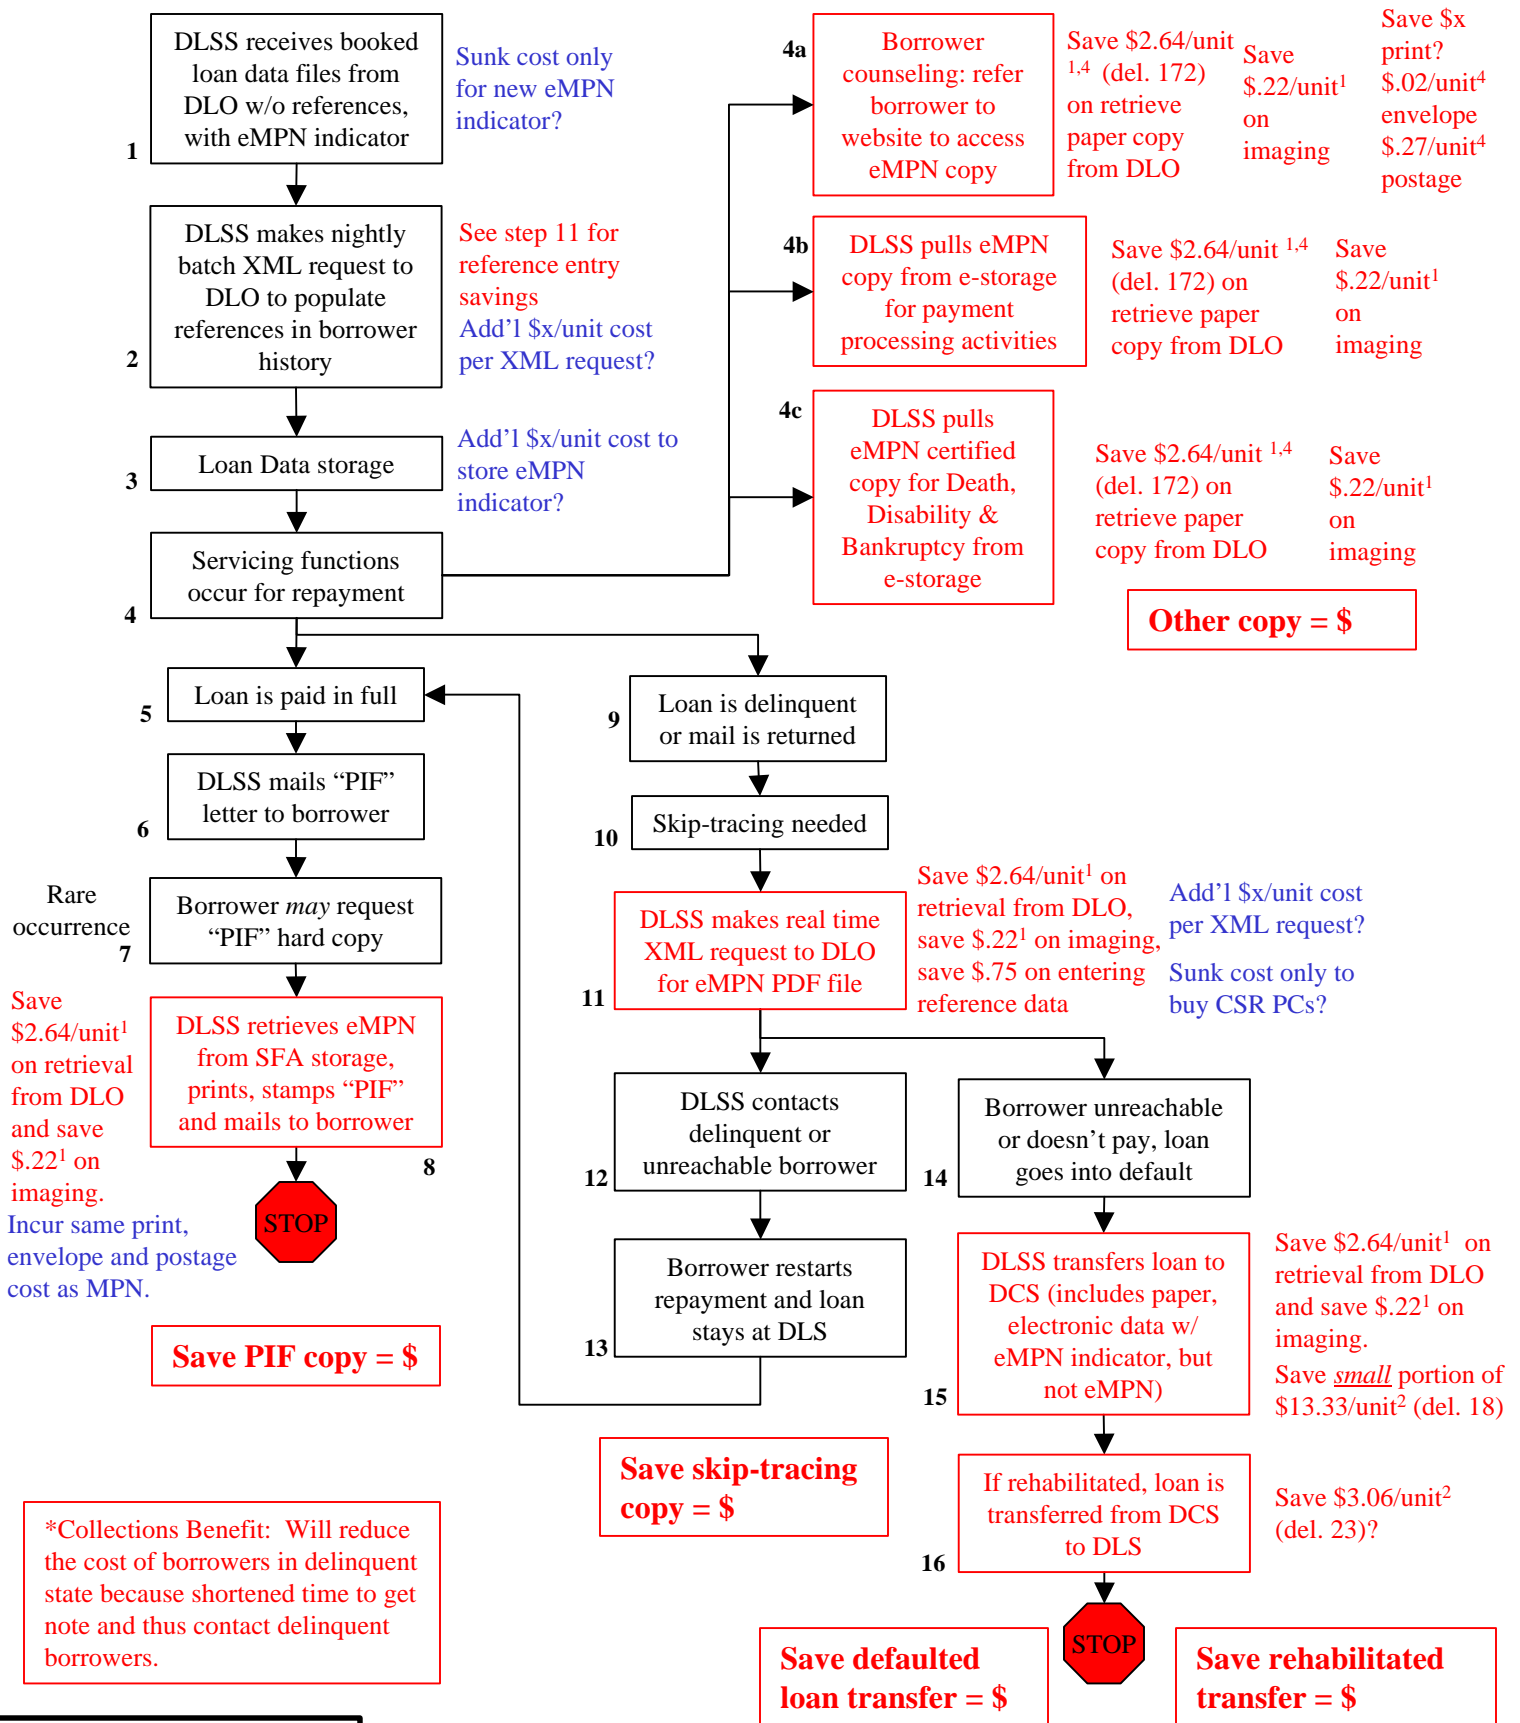 DLSS receives booked
loan data files from
DLO w/o references,
with eMPN indicator
1
Sunk cost only
for new eMPN
indicator?
DLSS makes nightly
batch XML request to
DLO to populate
references in borrower
history
2
See step 11 for
reference entry
savings
Add’l $x/unit cost
per XML request?
Loan Data storage
3
Add’l $x/unit cost to
store eMPN
indicator?
Servicing functions
occur for repayment
4
4a
Borrower
counseling: refer
borrower to
website to access
eMPN copy
Save $2.64/unit
1,4 (del. 172)
on retrieve
paper copy
from DLO
Save
$.22/unit1
on
imaging
Save $x
print?
$.02/unit4
envelope
$.27/unit4
postage
4b
DLSS pulls eMPN
copy from e-storage
for payment
processing activities
Save $2.64/unit 1,4
(del. 172) on
retrieve paper
copy from DLO
Save
$.22/unit1
on
imaging
4c
DLSS pulls
eMPN certified
copy for Death,
Disability &
Bankruptcy from
e-storage
Save $2.64/unit 1,4
(del. 172) on
retrieve paper
copy from DLO
Save
$.22/unit1
on
imaging
Other copy = $
Loan is paid in full
5
DLSS mails “PIF”
letter to borrower
6
Rare
occurrence
7
Borrower may request
“PIF” hard copy
Save
$2.64/unit1
on retrieval
from DLO
and save
$.221 on
imaging.
Incur same print,
envelope and postage
cost as MPN.
DLSS retrieves eMPN
from SFA storage,
prints, stamps “PIF”
and mails to borrower
8
STOP
Save PIF copy = $
9
Loan is delinquent
or mail is returned
10
Skip-tracing needed
11
DLSS makes real time
XML request to DLO
for eMPN PDF file
Save $2.64/unit1 on
retrieval from DLO,
save $.221 on imaging,
save $.75 on entering
reference data
Add’l $x/unit cost
per XML request?
Sunk cost only to
buy CSR PCs?
DLSS contacts
delinquent or
unreachable borrower
12
Borrower restarts
repayment and loan
stays at DLS
13
Save skip-tracing
copy = $
Borrower unreachable
or doesn’t pay, loan
goes into default
14
DLSS transfers loan to
DCS (includes paper,
electronic data w/
eMPN indicator, but
not eMPN)
15
Save $2.64/unit1 on
retrieval from DLO
and save $.221 on
imaging.
Save small portion of
$13.33/unit2 (del. 18)
If rehabilitated, loan is
transferred from DCS
to DLS
16
Save $3.06/unit2
(del. 23)?
STOP
*Collections Benefit: Will reduce
the cost of borrowers in delinquent
state because shortened time to get
note and thus contact delinquent
borrowers.
Save defaulted
loan transfer = $
Save rehabilitated
transfer = $